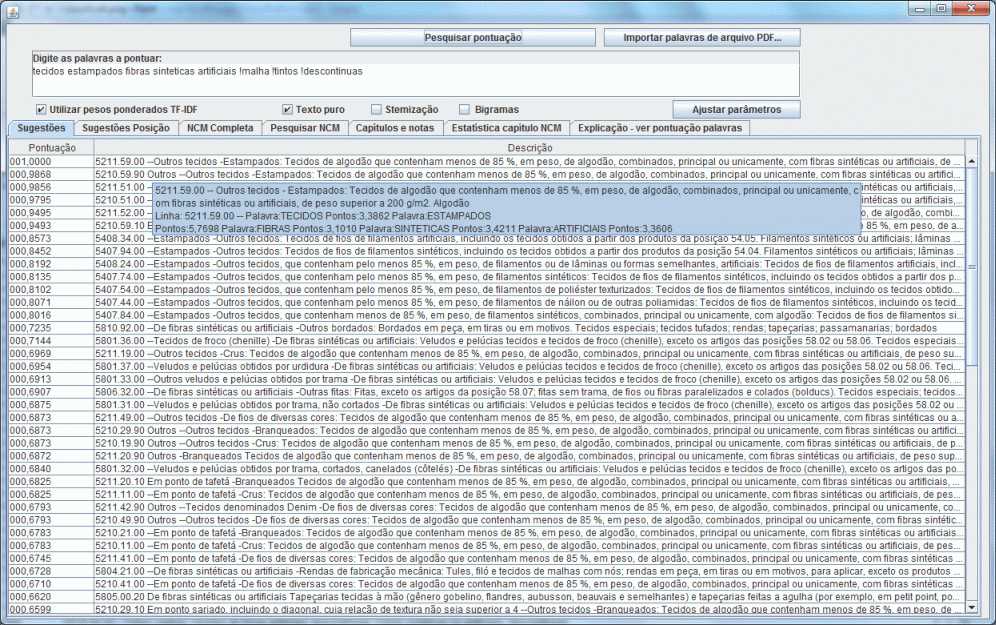 Pesquisar pontuação
Importar palavras de arquivo PDF...
Digite as palavras a pontuar:
tecidos estampados fibras sinteticas artificiais !malha !tintos !descontinuas
Utilizar pesos ponderados TF-IDF
Texto puro
Stemização
Bigramas
Ajustar parâmetros
Sugestões
Sugestões Posição
NCM Completa
Pesquisar NCM
Capitulos e notas
Estatistica capitulo NCM
Explicação - ver pontuação palavras
Pontuação
Descrição
001,0000 5211.59.00 --Outros tecidos -Estampados: Tecidos de algodão que contenham menos de 85 %, em peso, de algodão, combinados, principal ou unicamente, com fibras sintéticas ou artificiais, de ...
000,9868 5210.59.90 Outros --Outros tecidos -Estampados: Tecidos de algodão que contenham menos de 85 %, em peso, de algodão, combinados, principal ou unicamente, com fibras sintéticas ou artifici...
000,9856 5211.51.00 -- ntéticas ou artificiais,...
000,9795 5210.51.00 -- ntéticas ou artificiais,...
000,9495 5211.52.00 -- de algodão, combi...
000,9493 5210.59.10 E s, em peso, de a...
5211.59.00 -- Outros tecidos - Estampados: Tecidos de algodão que contenham menos de 85 %, em peso, de algodão, combinados, principal ou unicamente, c
om fibras sintéticas ou artificiais, de peso superior a 200 g/m2. Algodão
Linha: 5211.59.00 -- Palavra:TECIDOS Pontos:3,3862 Palavra:ESTAMPADOS
Pontos:5,7698 Palavra:FIBRAS Pontos:3,1010 Palavra:SINTETICAS Pontos:3,4211 Palavra:ARTIFICIAIS Pontos:3,3606
000,8573 5408.34.00 --Estampados -Outros tecidos: Tecidos de fios de filamentos artificiais, incluindo os tecidos obtidos a partir dos produtos da posição 54.05. Filamentos sintéticos ou artificiais; lâminas ...
000,8452 5407.94.00 --Estampados -Outros tecidos: Tecidos de fios de filamentos sintéticos, incluindo os tecidos obtidos a partir dos produtos da posição 54.04. Filamentos sintéticos ou artificiais; lâminas ...
000,8192 5408.24.00 --Estampados -Outros tecidos, que contenham pelo menos 85 %, em peso, de filamentos ou de lâminas ou formas semelhantes, artificiais: Tecidos de fios de filamentos artificiais, incl...
000,8135 5407.74.00 --Estampados -Outros tecidos, que contenham pelo menos 85 %, em peso, de filamentos sintéticos: Tecidos de fios de filamentos sintéticos, incluindo os tecidos obtidos a partir dos p...
000,8102 5407.54.00 --Estampados -Outros tecidos, que contenham pelo menos 85 %, em peso, de filamentos de poliéster texturizados: Tecidos de fios de filamentos sintéticos, incluindo os tecidos obtido...
000,8071 5407.44.00 --Estampados -Outros tecidos, que contenham pelo menos 85 %, em peso, de filamentos de náilon ou de outras poliamidas: Tecidos de fios de filamentos sintéticos, incluindo os tecid...
000,8016 5407.84.00 --Estampados -Outros tecidos, que contenham menos de 85 %, em peso, de filamentos sintéticos, combinados, principal ou unicamente, com algodão: Tecidos de fios de filamentos si...
000,7235 5810.92.00 --De fibras sintéticas ou artificiais -Outros bordados: Bordados em peça, em tiras ou em motivos. Tecidos especiais; tecidos tufados; rendas; tapeçarias; passamanarias; bordados
000,7144 5801.36.00 --Tecidos de froco (chenille) -De fibras sintéticas ou artificiais: Veludos e pelúcias tecidos e tecidos de froco (chenille), exceto os artigos das posições 58.02 ou 58.06. Tecidos especiais...
000,6969 5211.19.00 --Outros tecidos -Crus: Tecidos de algodão que contenham menos de 85 %, em peso, de algodão, combinados, principal ou unicamente, com fibras sintéticas ou artificiais, de peso su...
000,6954 5801.37.00 --Veludos e pelúcias obtidos por urdidura -De fibras sintéticas ou artificiais: Veludos e pelúcias tecidos e tecidos de froco (chenille), exceto os artigos das posições 58.02 ou 58.06. Teci...
000,6913 5801.33.00 --Outros veludos e pelúcias obtidos por trama -De fibras sintéticas ou artificiais: Veludos e pelúcias tecidos e tecidos de froco (chenille), exceto os artigos das posições 58.02 ou 58.06. ...
000,6907 5806.32.00 --De fibras sintéticas ou artificiais -Outras fitas: Fitas, exceto os artigos da posição 58.07; fitas sem trama, de fios ou fibras paralelizados e colados (bolducs). Tecidos especiais; tecidos ...
000,6875 5801.31.00 --Veludos e pelúcias obtidos por trama, não cortados -De fibras sintéticas ou artificiais: Veludos e pelúcias tecidos e tecidos de froco (chenille), exceto os artigos das posições 58.02 ou ...
000,6873 5211.49.00 --Outros tecidos -De fios de diversas cores: Tecidos de algodão que contenham menos de 85 %, em peso, de algodão, combinados, principal ou unicamente, com fibras sintéticas ou a...
000,6873 5210.29.90 Outros --Outros tecidos -Branqueados: Tecidos de algodão que contenham menos de 85 %, em peso, de algodão, combinados, principal ou unicamente, com fibras sintéticas ou artifici...
000,6873 5210.19.90 Outros --Outros tecidos -Crus: Tecidos de algodão que contenham menos de 85 %, em peso, de algodão, combinados, principal ou unicamente, com fibras sintéticas ou artificiais, de p...
000,6872 5211.20.90 Outros -Branqueados Tecidos de algodão que contenham menos de 85 %, em peso, de algodão, combinados, principal ou unicamente, com fibras sintéticas ou artificiais, de peso sup...
000,6840 5801.32.00 --Veludos e pelúcias obtidos por trama, cortados, canelados (côtelés) -De fibras sintéticas ou artificiais: Veludos e pelúcias tecidos e tecidos de froco (chenille), exceto os artigos das po...
000,6825 5211.20.10 Em ponto de tafetá -Branqueados Tecidos de algodão que contenham menos de 85 %, em peso, de algodão, combinados, principal ou unicamente, com fibras sintéticas ou artificiais, ...
000,6825 5211.11.00 --Em ponto de tafetá -Crus: Tecidos de algodão que contenham menos de 85 %, em peso, de algodão, combinados, principal ou unicamente, com fibras sintéticas ou artificiais, de pes...
000,6793 5211.42.90 Outros --Tecidos denominados Denim -De fios de diversas cores: Tecidos de algodão que contenham menos de 85 %, em peso, de algodão, combinados, principal ou unicamente, co...
000,6793 5210.49.90 Outros --Outros tecidos -De fios de diversas cores: Tecidos de algodão que contenham menos de 85 %, em peso, de algodão, combinados, principal ou unicamente, com fibras sintétic...
000,6783 5210.21.00 --Em ponto de tafetá -Branqueados: Tecidos de algodão que contenham menos de 85 %, em peso, de algodão, combinados, principal ou unicamente, com fibras sintéticas ou artificia...
000,6783 5210.11.00 --Em ponto de tafetá -Crus: Tecidos de algodão que contenham menos de 85 %, em peso, de algodão, combinados, principal ou unicamente, com fibras sintéticas ou artificiais, de pes...
000,6745 5211.41.00 --Em ponto de tafetá -De fios de diversas cores: Tecidos de algodão que contenham menos de 85 %, em peso, de algodão, combinados, principal ou unicamente, com fibras sintéticas ...
000,6728 5804.21.00 --De fibras sintéticas ou artificiais -Rendas de fabricação mecânica: Tules, filó e tecidos de malhas com nós; rendas em peça, em tiras ou em motivos, para aplicar, exceto os produtos ...
000,6710 5210.41.00 --Em ponto de tafetá -De fios de diversas cores: Tecidos de algodão que contenham menos de 85 %, em peso, de algodão, combinados, principal ou unicamente, com fibras sintéticas ...
000,6620 5805.00.20 De fibras sintéticas ou artificiais Tapeçarias tecidas à mão (gênero gobelino, flandres, aubusson, beauvais e semelhantes) e tapeçarias feitas a agulha (por exemplo, em petit point, po...
000,6599 5210.29.10 Em ponto sarjado, incluindo o diagonal, cuja relação de textura não seja superior a 4 --Outros tecidos -Branqueados: Tecidos de algodão que contenham menos de 85 %, em peso, de ...